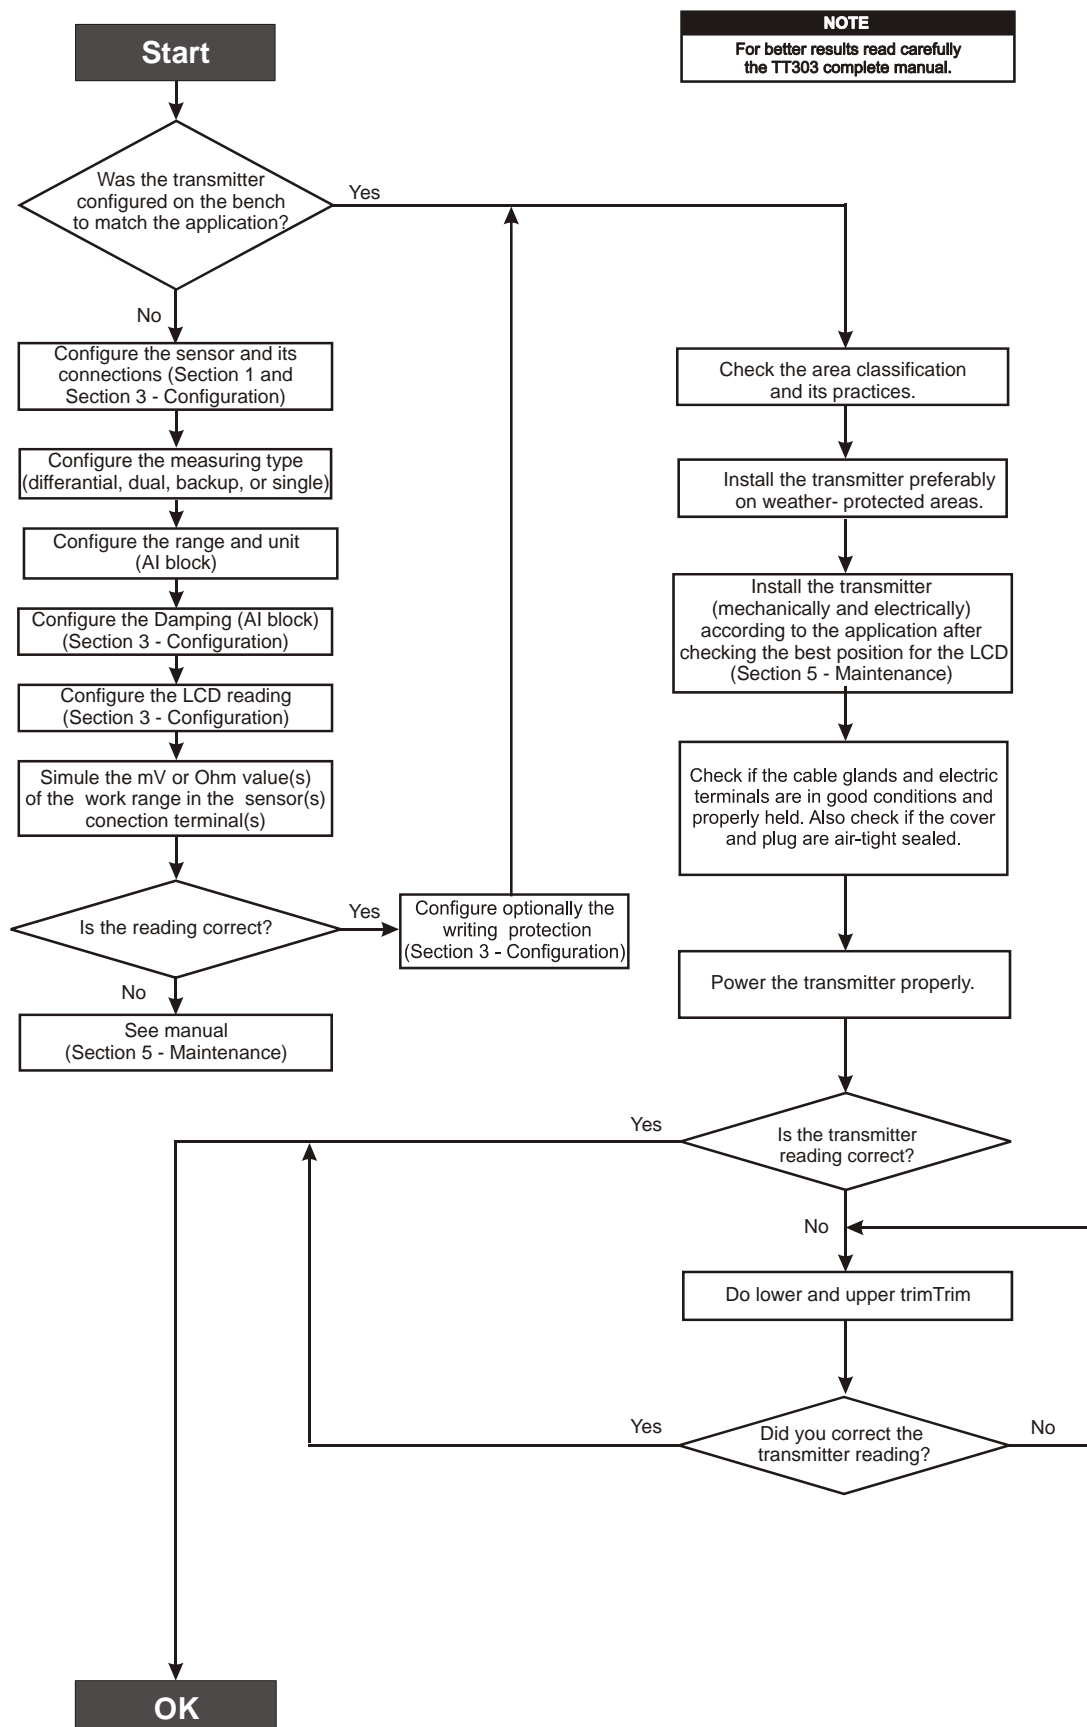 Start
NOTE
For better results read carefully
the TT303 complete manual.
Was the transmitter
configured on the bench
to match the application?
Yes
No
Configure the sensor and its
connections (Section 1 and
Section 3 - Configuration)
Configure the measuring type
(differantial, dual, backup, or single)
Configure the range and unit
(AI block)
Configure the Damping (AI block)
(Section 3 - Configuration)
Configure the LCD reading
(Section 3 - Configuration)
Simule the mV or Ohm value(s)
of the work range in the sensor(s)
conection terminal(s)
Is the reading correct?
Yes
Configure optionally the
writing protection
(Section 3 - Configuration)
No
See manual
(Section 5 - Maintenance)
Check the area classification
and its practices.
Install the transmitter preferably
on weather- protected areas.
Install the transmitter
(mechanically and electrically)
according to the application after
checking the best position for the LCD
(Section 5 - Maintenance)
Check if the cable glands and electric
terminals are in good conditions and
properly held. Also check if the cover
and plug are air-tight sealed.
Power the transmitter properly.
Is the transmitter
reading correct?
Yes
No
Do lower and upper trimTrim
Did you correct the
transmitter reading?
Yes
No
OK